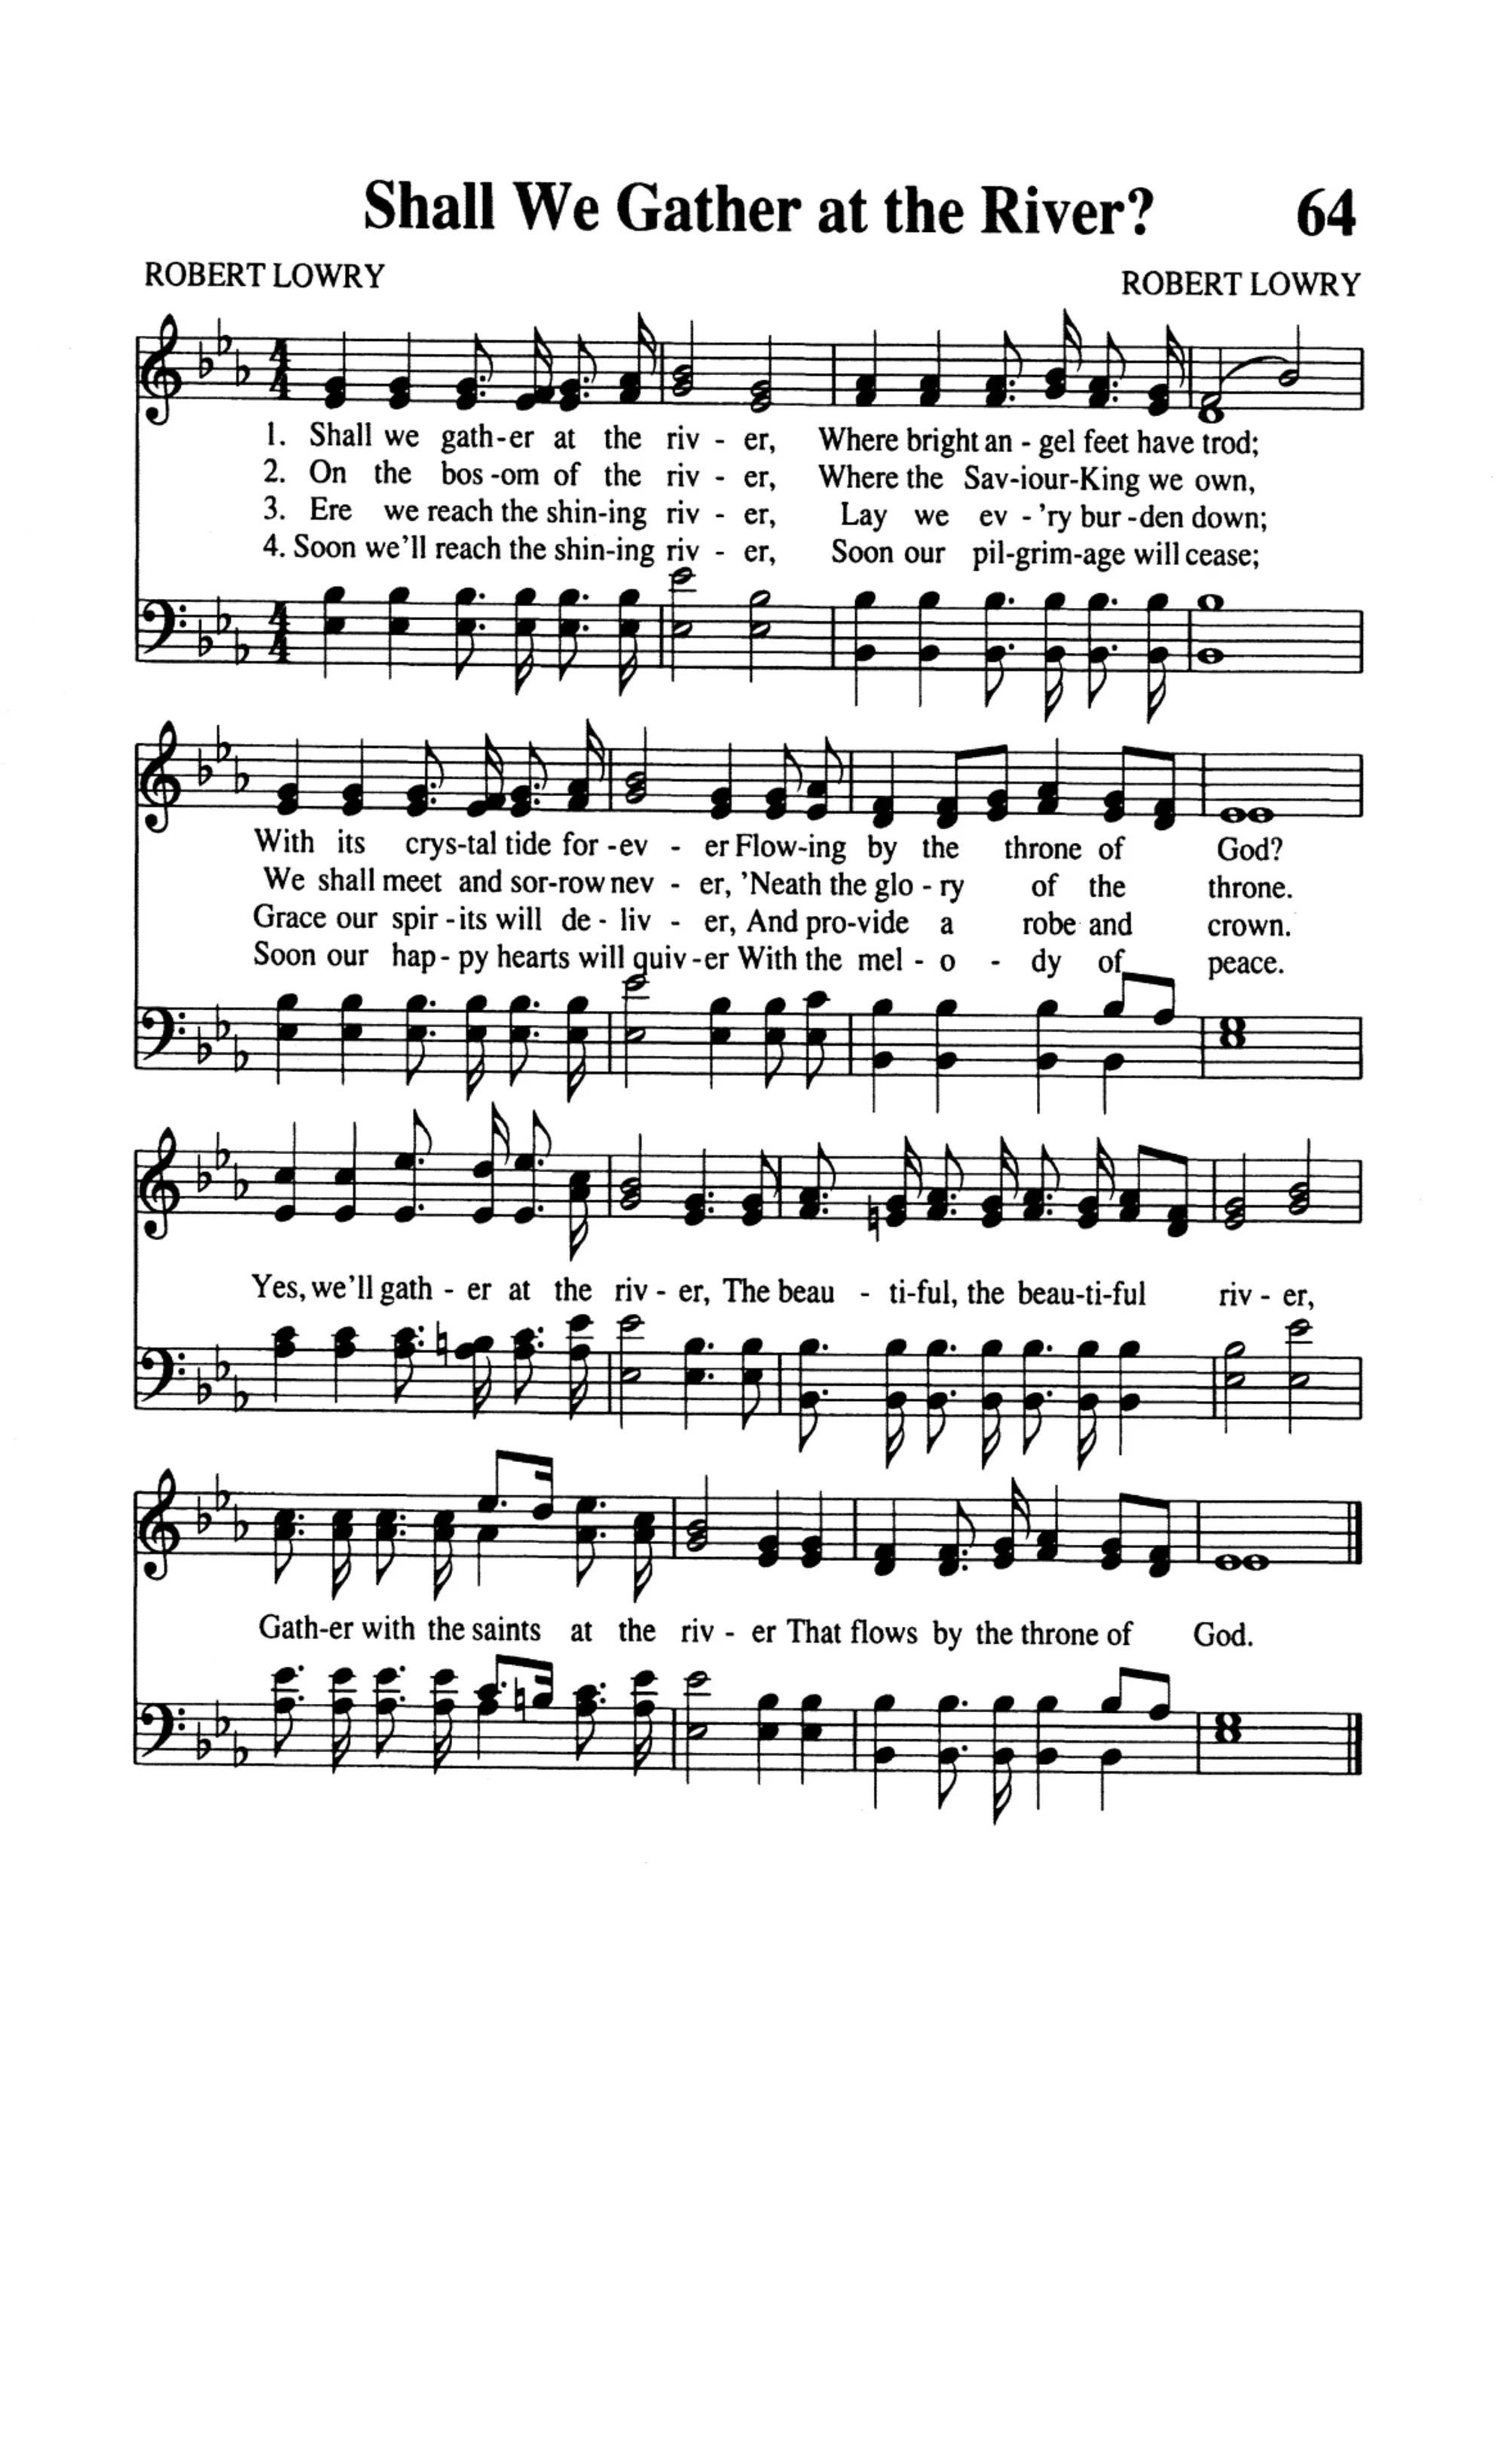 Shall We Gather at the River? 64
ROBERT LOWRY ROBERT LOWRY
1. Shall we gath-er at the riv - er, Where bright an - gel feet have trod;
2. On the bos -om of the riv - er, Where the Sav-iour-King we own,
3. Ere we reach the shin-ing riv - er, Lay we ev - 'ry bur -den down;
4. Soon we'll reach the shin-ing riv - er, Soon our pil-grim-age will cease;
With its crys-tal tide for -ev - er Flow-ing by the throne of God?
We shall meet and sor-row nev - er, 'Neath the glo - ry of the throne.
Grace our spir -its will de - liv - er, And pro-vide a robe and crown.
Soon our hap - py hearts will quiv -er With the mel - o - dy of peace.
Yes, we'll gath - er at the riv - er, The beau - ti-ful, the beau-ti-ful riv - er,
Gath-er with the saints at the riv - er That flows by the throne of God.